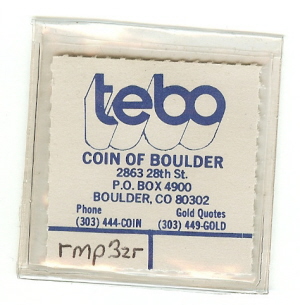 tebo
COIN OF BOULDER
2863 28th St.
P.O. BOX 4900
BOULDER, CO 80302
Phone Gold Quotes
(303) 444-COIN (303) 449-GOLD
rmp3zr